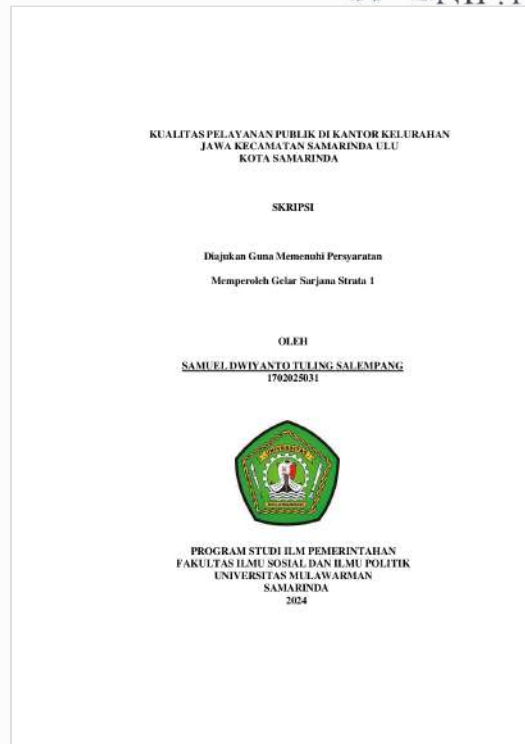 KUALITAS PELAYANAN PUBLIK DI KANTOR KELURAHAN
JAWA KECAMATAN SAMARINDA ULU
KOTA SAMARINDA
SKRIPSI
Diajukan Guna Memenuhi Persyaratan
Memperoleh Gelar Sarjana Strata 1
OLEH
SAMUEL DWIYANTO TULING SALEMPANG
1702025031
UNIVERSITAS
PROGRAM STUDI ILM PEMERINTAHAN
FAKULTAS ILMU SOSIAL DAN ILMU POLITIK
UNIVERSITAS MULAWARMAN
SAMARINDA
2024